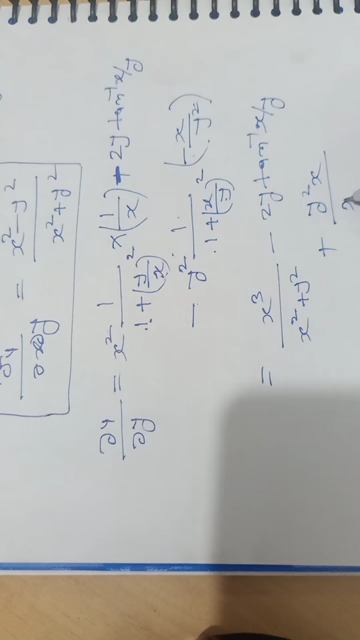 ∂u/∂x∂y = (x² - y²)/(x² + y²)
∂u/∂y = x² 1/(1 + (y/x)²) × (1/x) + 2y tan⁻¹ x/y
- y² 1/(1 + (x/y)²) (x/-y²)
= x³/(x² + y²) - 2y tan⁻¹ x/y
+ y²x/